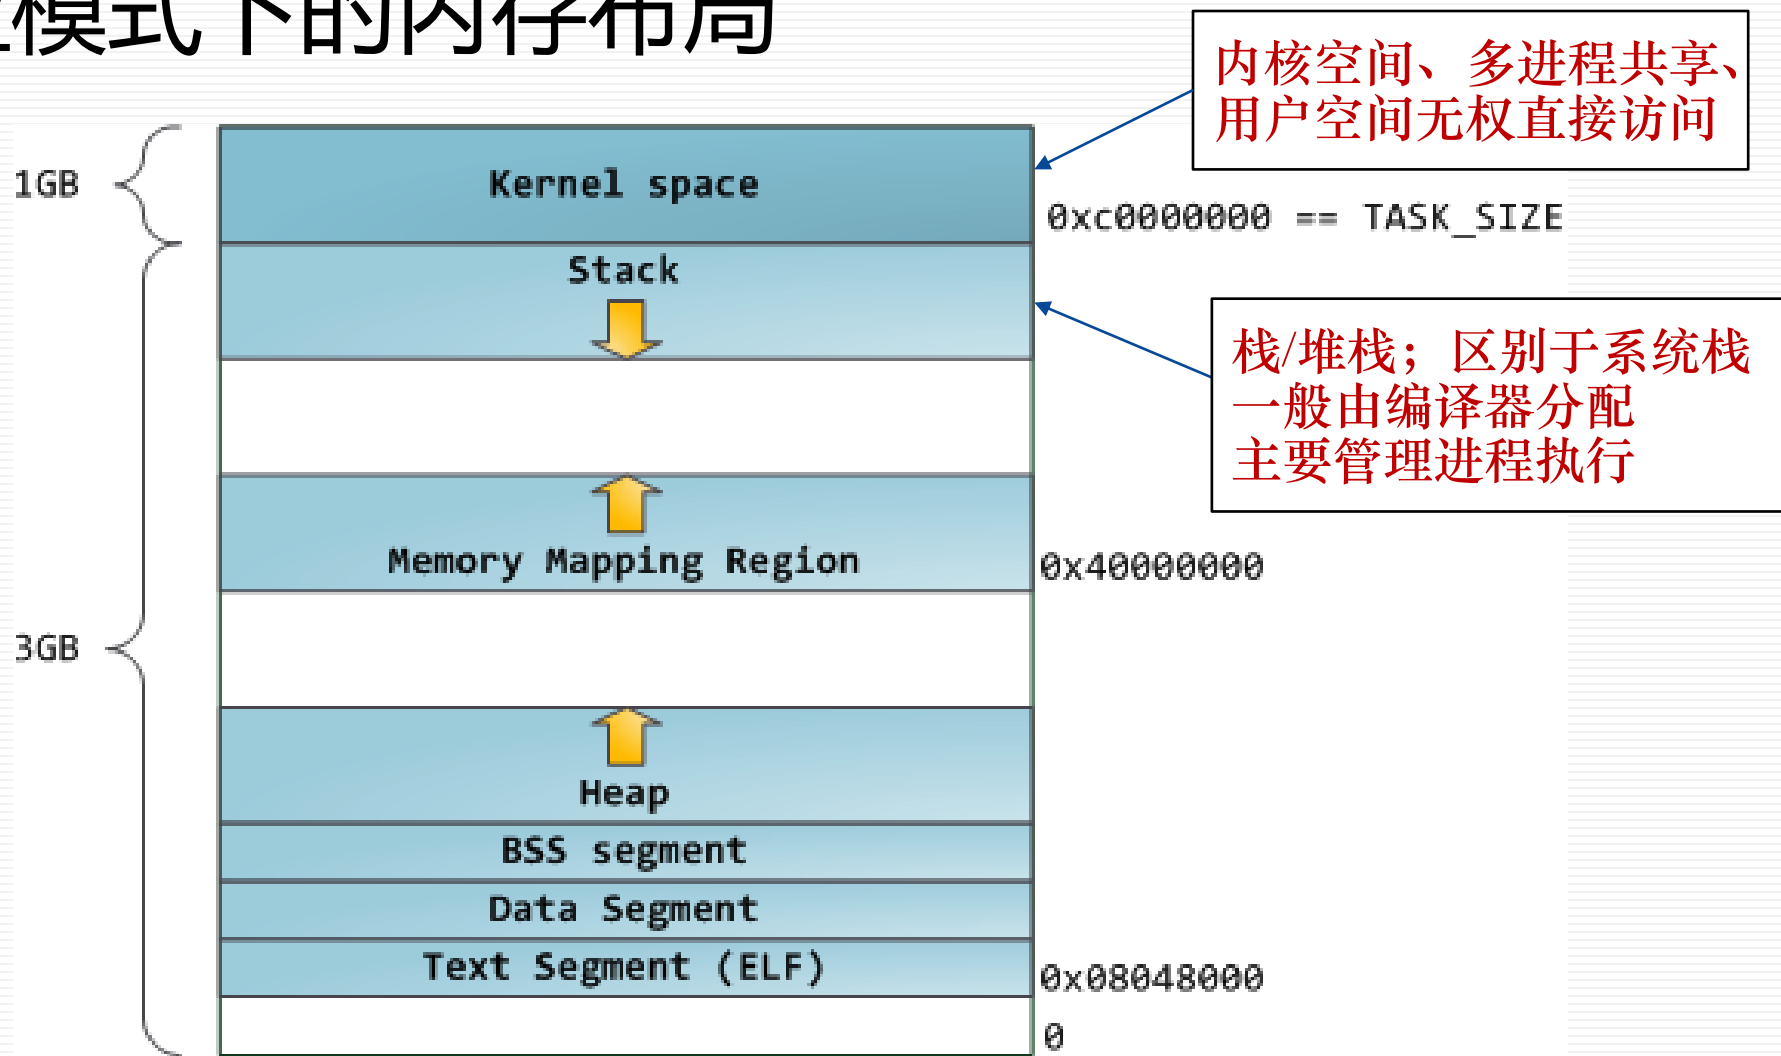 模式下的内存布局
内核空间、多进程共享、
用户空间无权直接访问
1GB
Kernel space
0xc0000000 == TASK_SIZE
Stack
栈/堆栈；区别于系统栈
一般由编译器分配
主要管理进程执行
Memory Mapping Region
0x40000000
3GB
Heap
BSS segment
Data Segment
Text Segment (ELF)
0x08048000
0